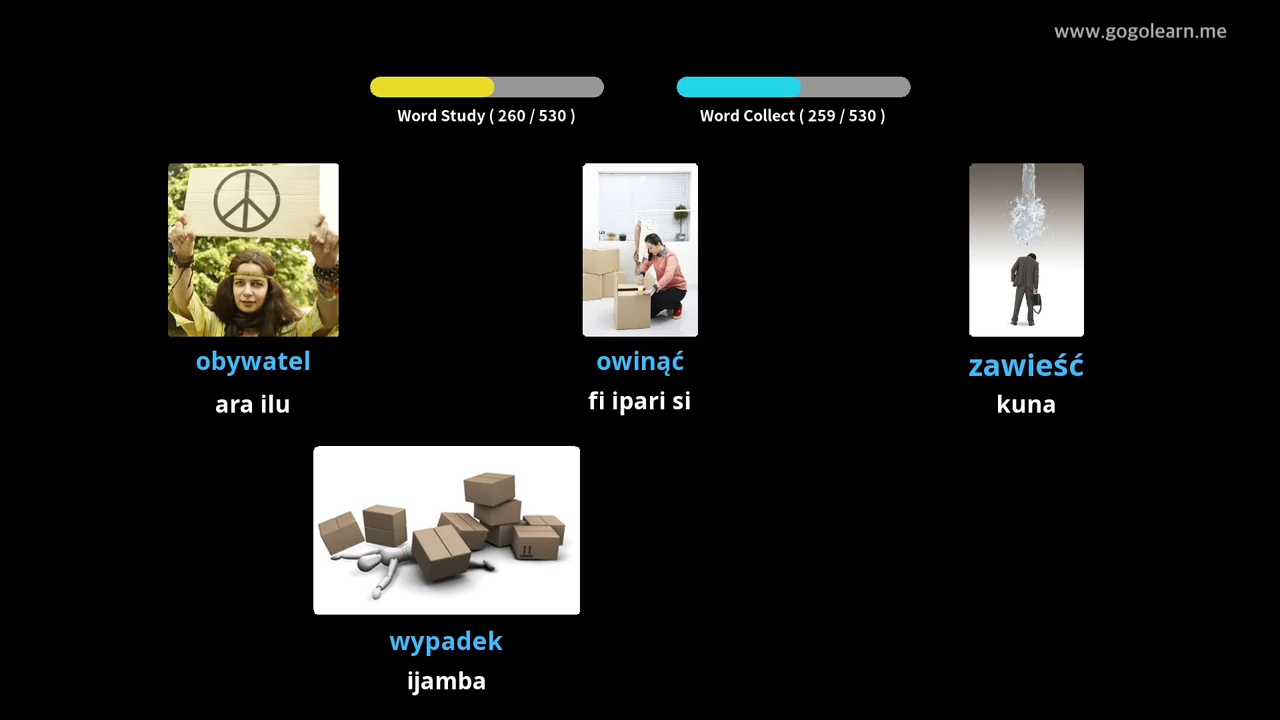 www.gogolearn.me
Word Study ( 260 / 530 )
Word Collect ( 259 / 530 )
obywatel
ara ilu
owinąć
fi ipari si
zawieść
kuna
wypadek
ijamba